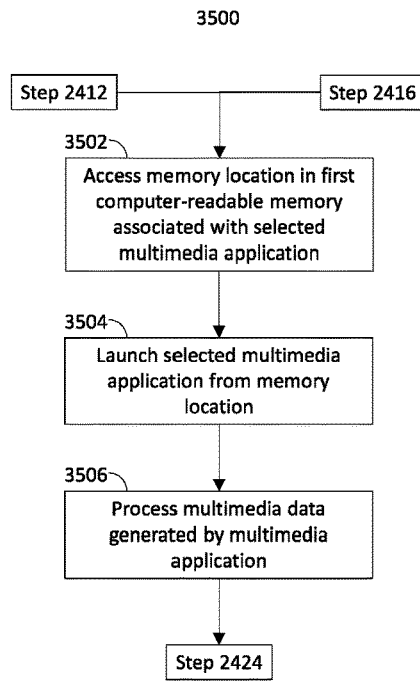 3500
Step 2412
Step 2416
3502
Access memory location in first
computer-readable memory
associated with selected
multimedia application
3504
Launch selected multimedia
application from memory
location
3506
Process multimedia data
generated by multimedia
application
Step 2424